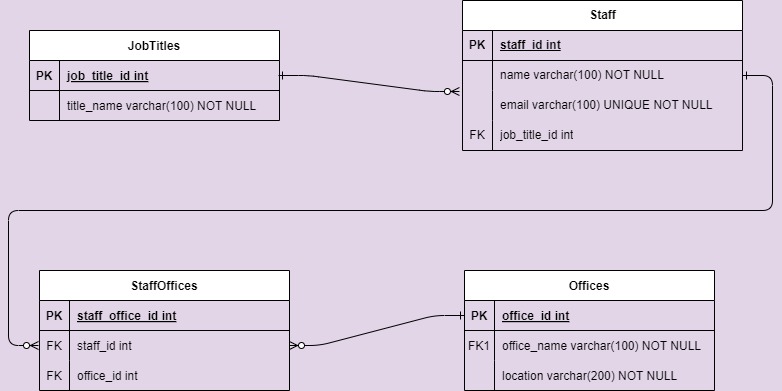 JobTitles
PK job_title_id int
title_name varchar(100) NOT NULL
Staff
PK staff_id int
name varchar(100) NOT NULL
email varchar(100) UNIQUE NOT NULL
FK job_title_id int
StaffOffices
PK staff_office_id int
FK staff_id int
FK office_id int
Offices
PK office_id int
FK1 office_name varchar(100) NOT NULL
location varchar(200) NOT NULL